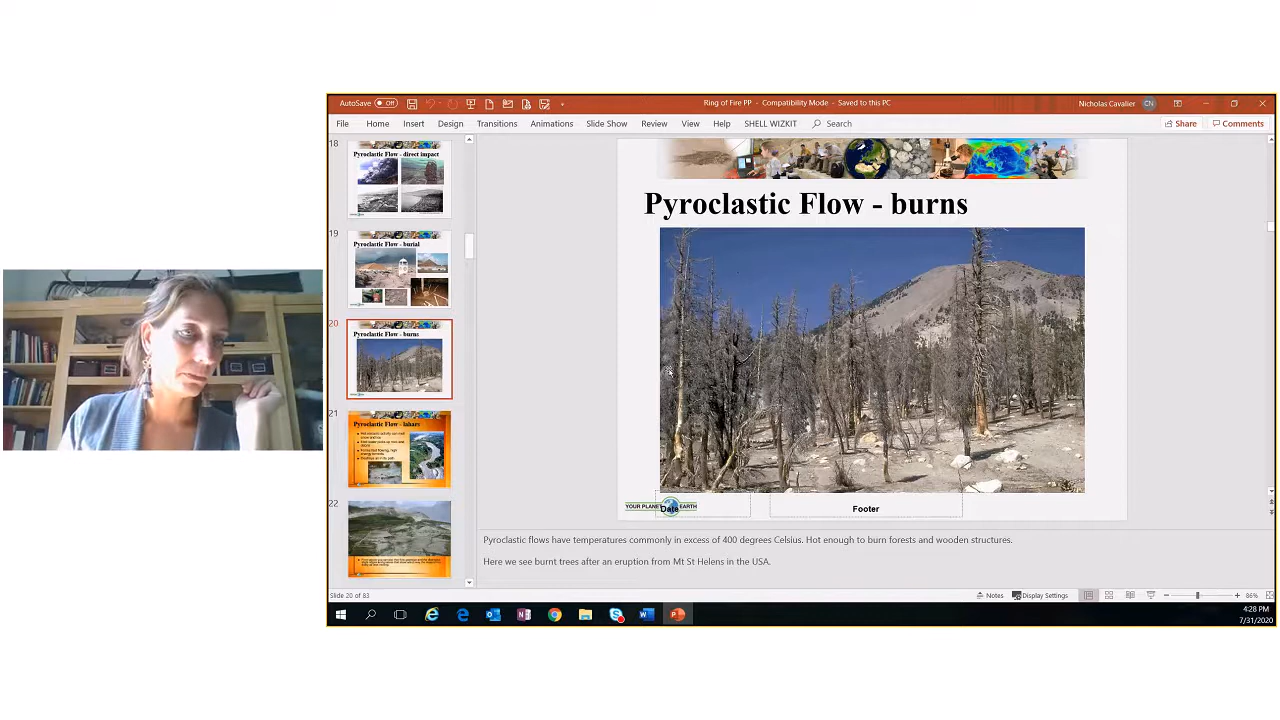 AutoSave Off
Ring of Fire PP - Compatibility Mode - Saved to this PC
Nicholas Cavalier CN
File Home Insert Design Transitions Animations Slide Show Review View Help SHELL WIZKIT Search
Share Comments
18
Pyroclastic Flow - direct impact
19
Pyroclastic Flow - burial
20
Pyroclastic Flow - burns
21
Pyroclastic Flow - lahars
22
Pyroclastic Flow - burns
YOUR PLANET EARTH
Date
Footer
Pyroclastic flows have temperatures commonly in excess of 400 degrees Celsius. Hot enough to burn forests and wooden structures.
Here we see burnt trees after an eruption from Mt St Helens in the USA.
Slide 20 of 83
Notes Display Settings 86%
4:28 PM
7/31/2020